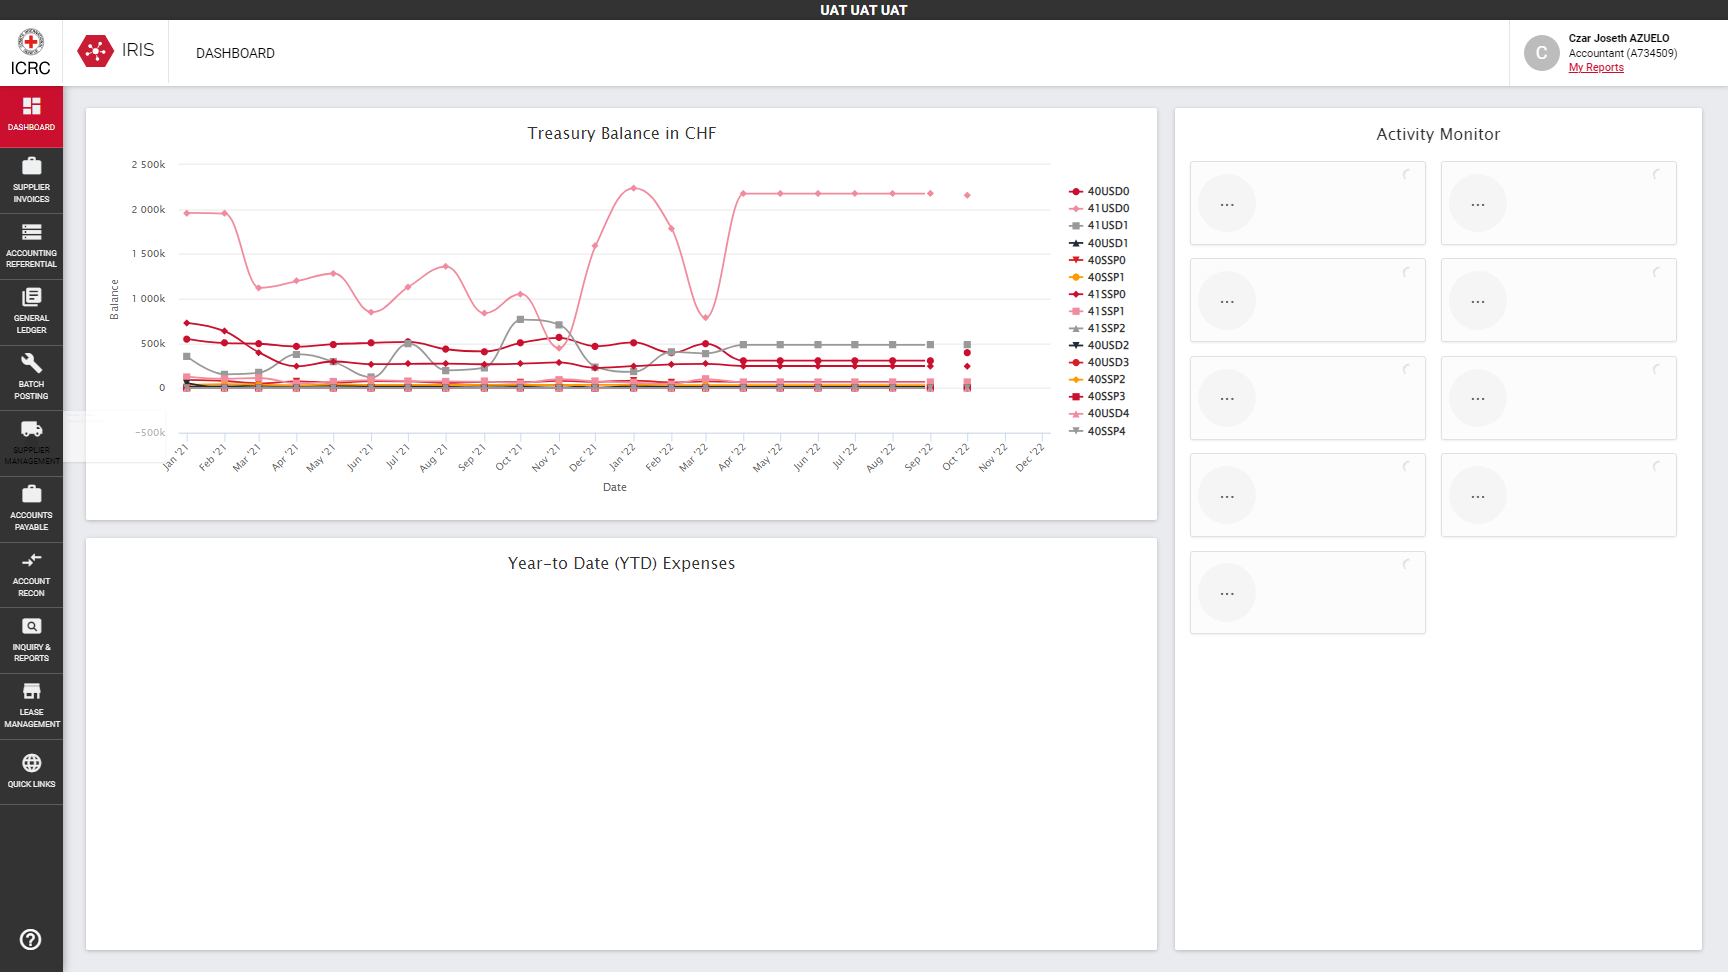 UAT UAT UAT
ICRC
IRIS
DASHBOARD
Czar Joseth AZUELO
Accountant (A734509)
My Reports
C
DASHBOARD
SUPPLIER
INVOICES
ACCOUNTING
REFERENTIAL
GENERAL
LEDGER
BATCH
POSTING
SUPPLIER
MANAGEMENT
ACCOUNTS
PAYABLE
ACCOUNT
RECON
INQUIRY &
REPORTS
LEASE
MANAGEMENT
QUICK LINKS
Treasury Balance in CHF
Balance
2 500k
2 000k
1 500k
1 000k
500k
0
−500k
Jan '21
Feb '21
Mar '21
Apr '21
May '21
Jun '21
Jul '21
Aug '21
Sep '21
Oct '21
Nov '21
Dec '21
Jan '22
Feb '22
Mar '22
Apr '22
May '22
Jun '22
Jul '22
Aug '22
Sep '22
Oct '22
Nov '22
Dec '22
Date
40USD0
41USD0
41USD1
40USD1
40SSP0
40SSP1
41SSP0
41SSP1
41SSP2
40USD2
40USD3
40SSP2
40SSP3
40USD4
40SSP4
Year-to Date (YTD) Expenses
Activity Monitor
...
...
...
...
...
...
...
...
...